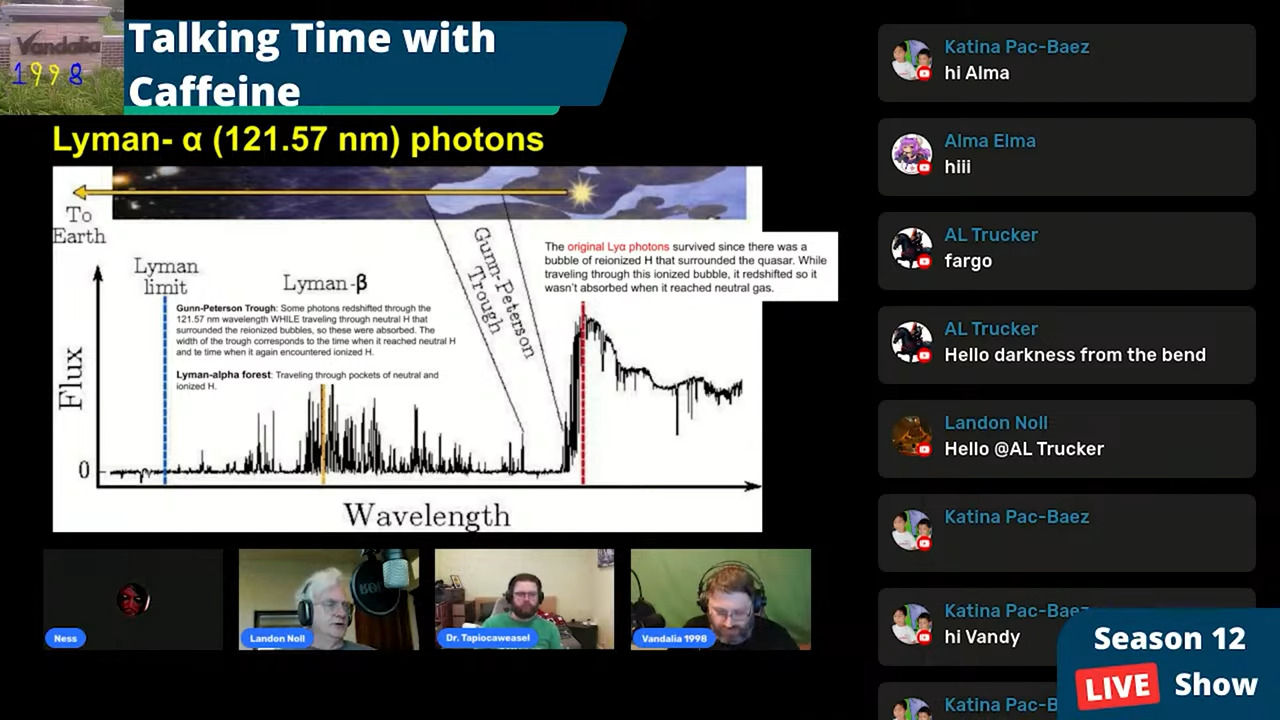 Vandalia
1998
Talking Time with
Caffeine
Lyman- α (121.57 nm) photons
To
Earth
Lyman
limit
Lyman-β
Gunn-Peterson
Trough
The original Lyα photons survived since there was a
bubble of reionized H that surrounded the quasar. While
traveling through this ionized bubble, it redshifted so it
wasn't absorbed when it reached neutral gas.
Gunn-Peterson Trough: Some photons redshifted through the
121.57 nm wavelength WHILE traveling through neutral H that
surrounded the reionized bubbles, so these were absorbed. The
width of the trough corresponds to the time when it reached neutral H
and te time when it again encountered ionized H.
Lyman-alpha forest: Traveling through pockets of neutral and
ionized H.
Flux
0
Wavelength
Ness
Landon Noll
Dr. Tapiocaweasel
Vandalia 1998
Katina Pac-Baez
hi Alma
Alma Elma
hiii
AL Trucker
fargo
AL Trucker
Hello darkness from the bend
Landon Noll
Hello @AL Trucker
Katina Pac-Baez
Katina Pac-Baez
hi Vandy
Katina Pac-B
Season 12
LIVE Show